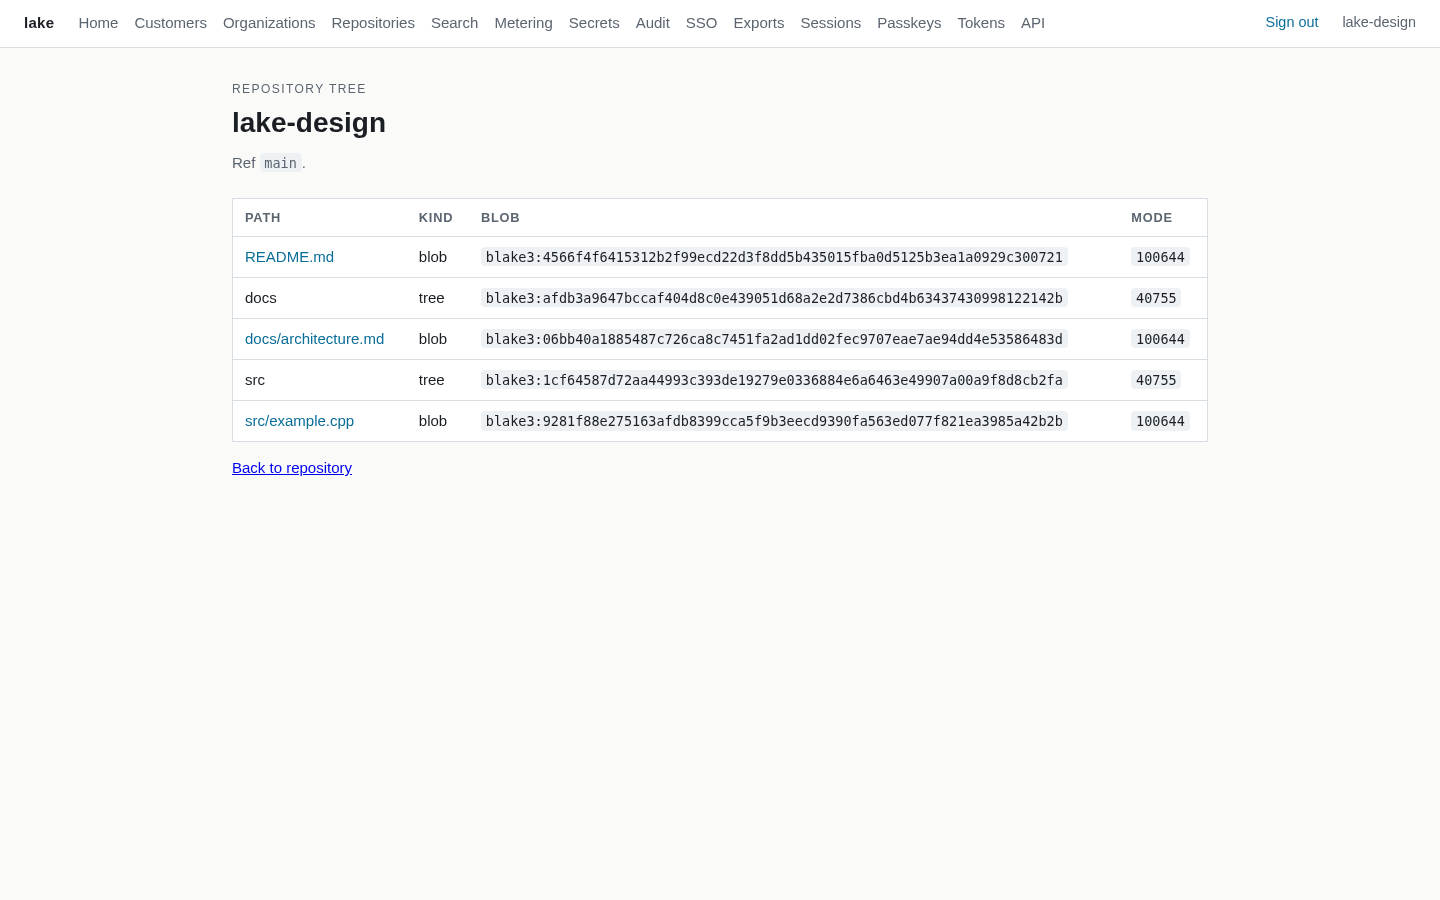 lake Home Customers Organizations Repositories Search Metering Secrets Audit SSO Exports Sessions Passkeys Tokens API Sign out lake-design
REPOSITORY TREE
lake-design
Ref main.
PATH KIND BLOB MODE
README.md blob blake3:4566f4f6415312b2f99ecd22d3f8dd5b435015fba0d5125b3ea1a0929c300721 100644
docs tree blake3:afdb3a9647bccaf404d8c0e439051d68a2e2d7386cbd4b63437430998122142b 40755
docs/architecture.md blob blake3:06bb40a1885487c726ca8c7451fa2ad1dd02fec9707eae7ae94dd4e53586483d 100644
src tree blake3:1cf64587d72aa44993c393de19279e0336884e6a6463e49907a00a9f8d8cb2fa 40755
src/example.cpp blob blake3:9281f88e275163afdb8399cca5f9b3eecd9390fa563ed077f821ea3985a42b2b 100644
Back to repository